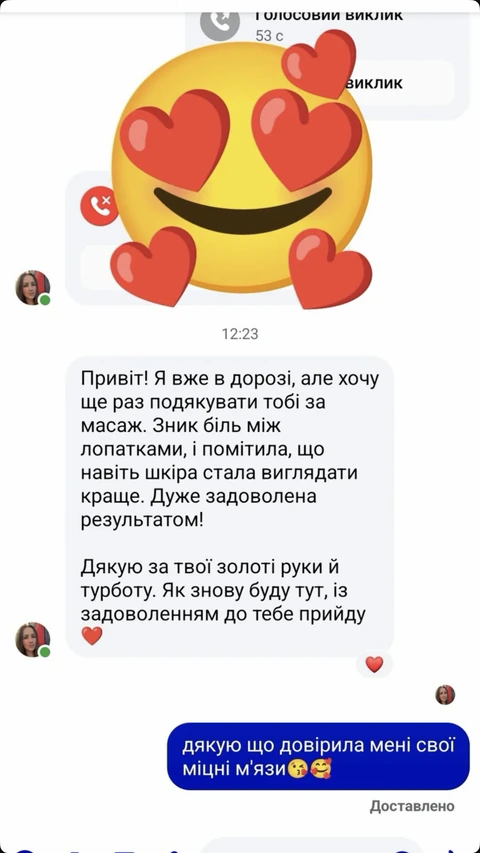 Голосовий виклик
53 с
виклик
12:23
Привіт! Я вже в дорозі, але хочу
ще раз подякувати тобі за
масаж. Зник біль між
лопатками, і помітила, що
навіть шкіра стала виглядати
краще. Дуже задоволена
результатом!
Дякую за твої золоті руки й
турботу. Як знову буду тут, із
задоволенням до тебе прийду
❤️
❤️
дякую що довірила мені свої
міцні м'язи😘🥰
Доставлено